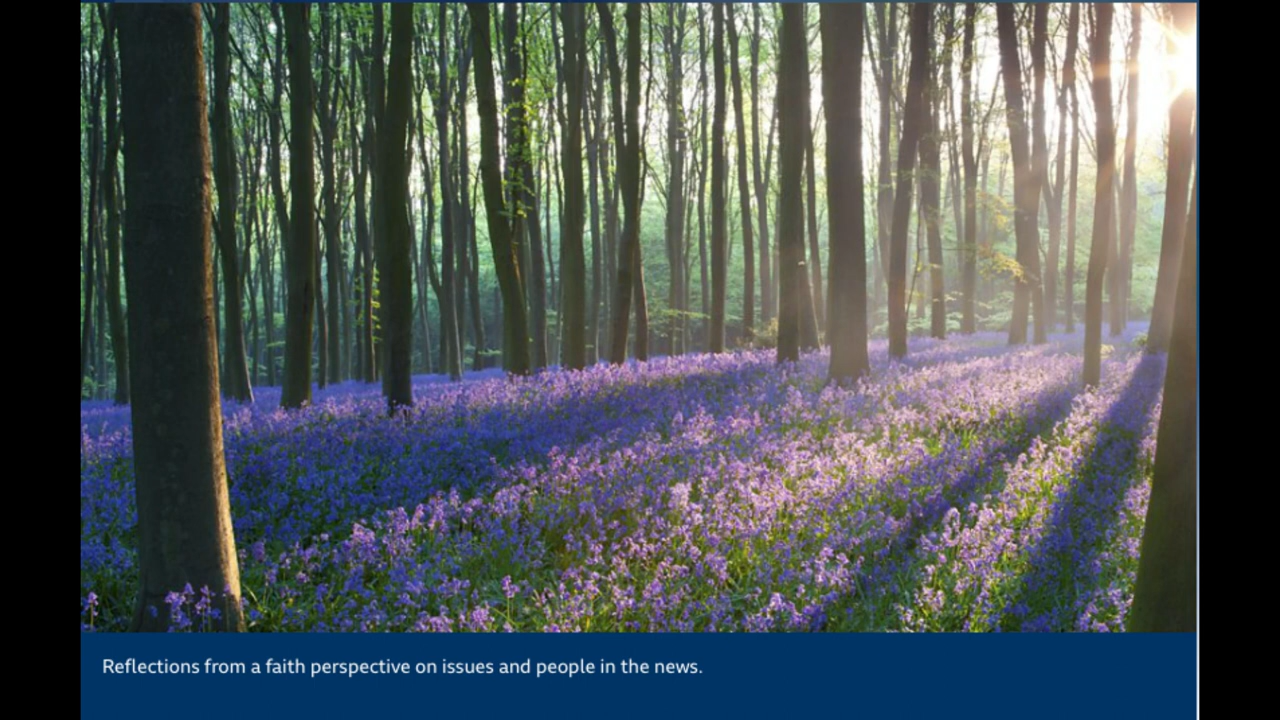 Reflections from a faith perspective on issues and people in the news.